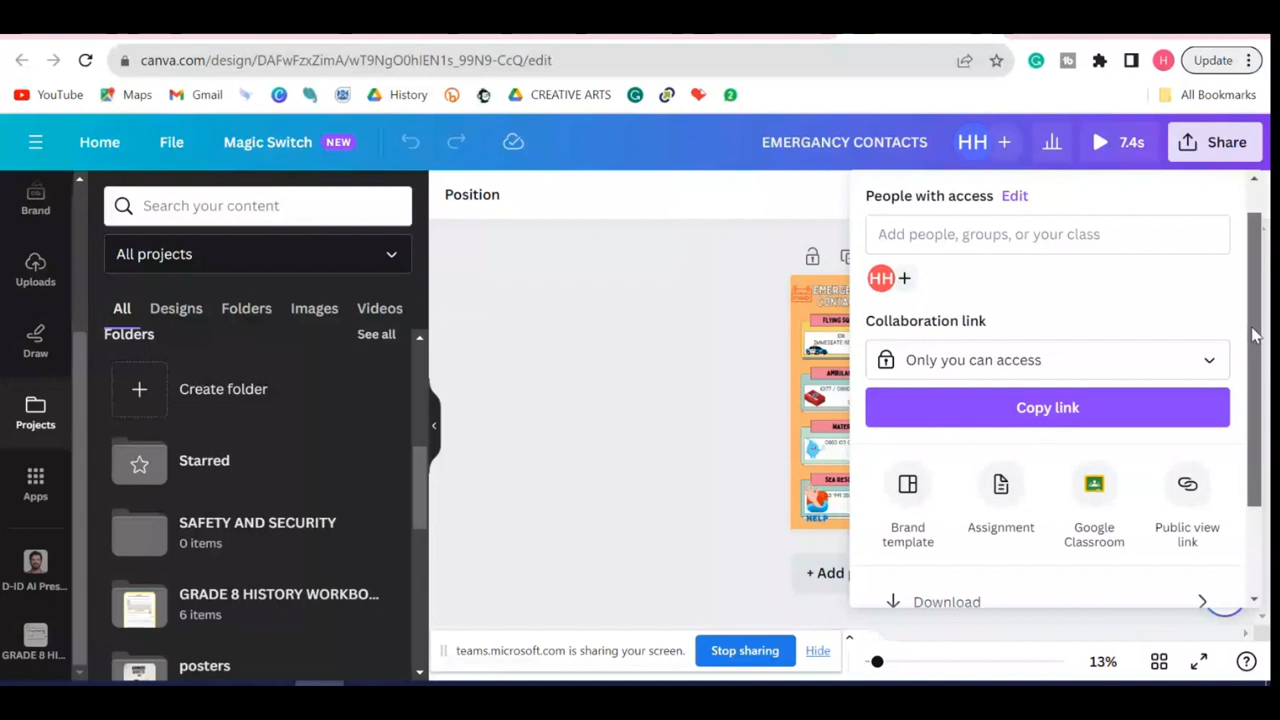 canva.com/design/DAFwFzxZimA/wT9NgO0hlEN1s_99N9-CcQ/edit
H
Update
YouTube
Maps
Gmail
History
CREATIVE ARTS
All Bookmarks
Home
File
Magic Switch NEW
EMERGANCY CONTACTS
HH
+
7.4s
Share
Brand
Uploads
Draw
Projects
Apps
D-ID AI Pres...
GRADE 8 HI...
Search your content
All projects
All
Designs
Folders
Images
Videos
Folders
See all
Create folder
Starred
SAFETY AND SECURITY
0 items
GRADE 8 HISTORY WORKBO...
6 items
posters
Position
HELP
+ Add
People with access Edit
Add people, groups, or your class
HH +
Collaboration link
Only you can access
Copy link
Brand template
Assignment
Google Classroom
Public view link
Download
teams.microsoft.com is sharing your screen.
Stop sharing
Hide
13%